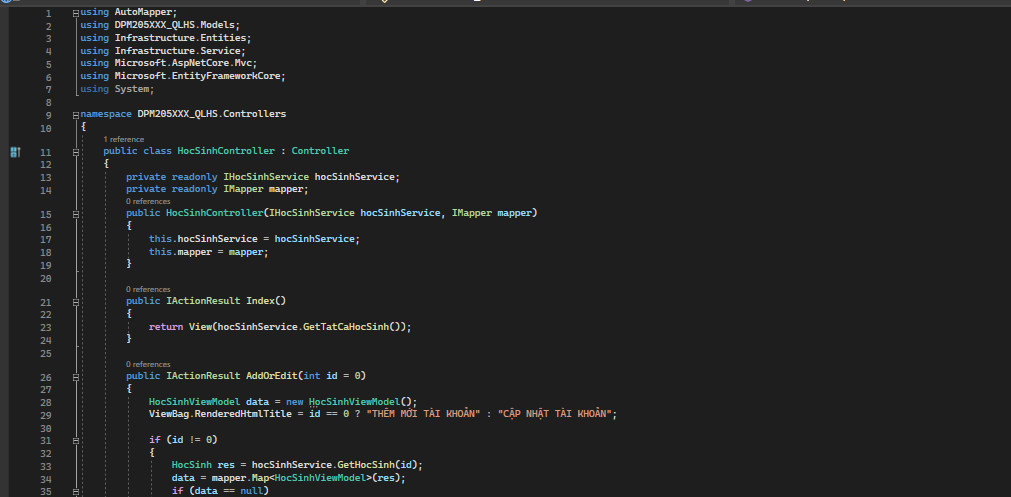 1 using AutoMapper;
2 using DPM205XXX_QLHS.Models;
3 using Infrastructure.Entities;
4 using Infrastructure.Service;
5 using Microsoft.AspNetCore.Mvc;
6 using Microsoft.EntityFrameworkCore;
7 using System;
8
9 namespace DPM205XXX_QLHS.Controllers
10 {
1 reference
11 public class HocSinhController : Controller
12 {
13 private readonly IHocSinhService hocSinhService;
14 private readonly IMapper mapper;
0 references
15 public HocSinhController(IHocSinhService hocSinhService, IMapper mapper)
16 {
17 this.hocSinhService = hocSinhService;
18 this.mapper = mapper;
19 }
20
0 references
21 public IActionResult Index()
22 {
23 return View(hocSinhService.GetTatCaHocSinh());
24 }
25
0 references
26 public IActionResult AddOrEdit(int id = 0)
27 {
28 HocSinhViewModel data = new HocSinhViewModel();
29 ViewBag.RenderedHtmlTitle = id == 0 ? "THÊM MỚI TÀI KHOẢN" : "CẬP NHẬT TÀI KHOẢN";
30
31 if (id != 0)
32 {
33 HocSinh res = hocSinhService.GetHocSinh(id);
34 data = mapper.Map<HocSinhViewModel>(res);
35 if (data == null)